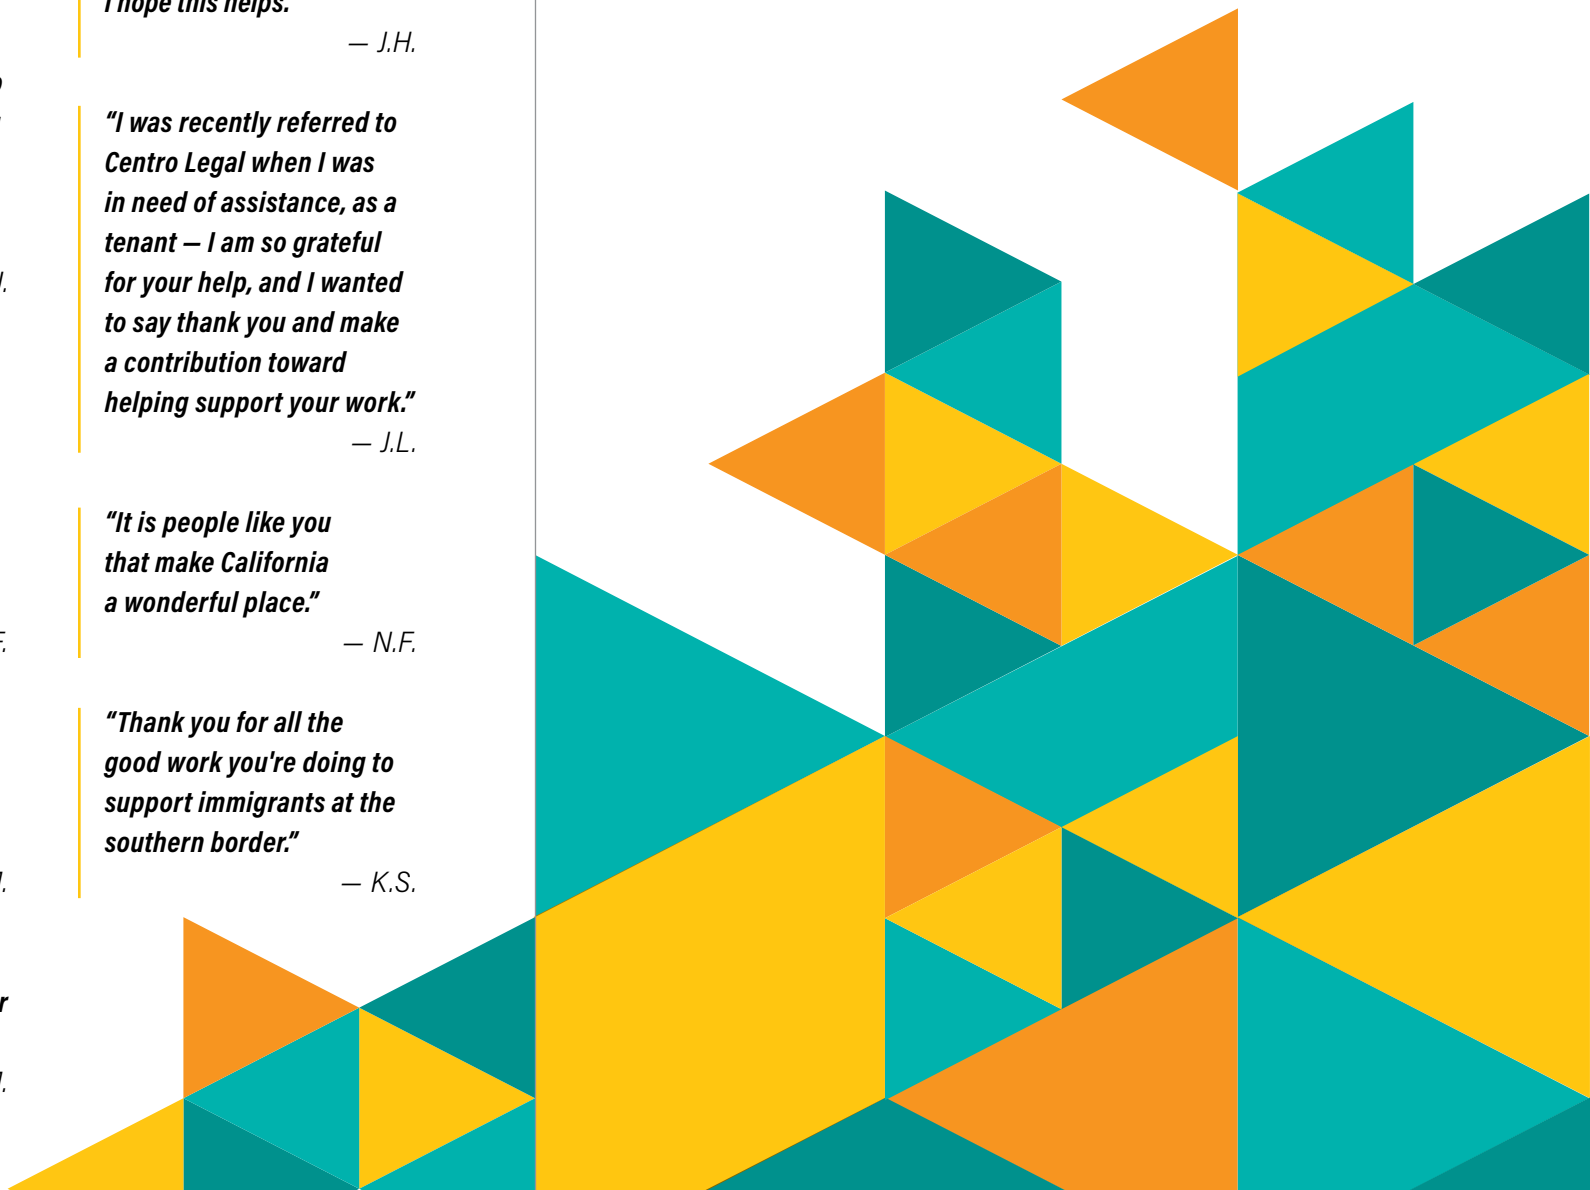 I hope this helps.
— J.H.
“I was recently referred to
Centro Legal when I was
in need of assistance, as a
tenant — I am so grateful
for your help, and I wanted
to say thank you and make
a contribution toward
helping support your work.”
— J.L.
“It is people like you
that make California
a wonderful place.”
— N.F.
“Thank you for all the
good work you're doing to
support immigrants at the
southern border.”
— K.S.